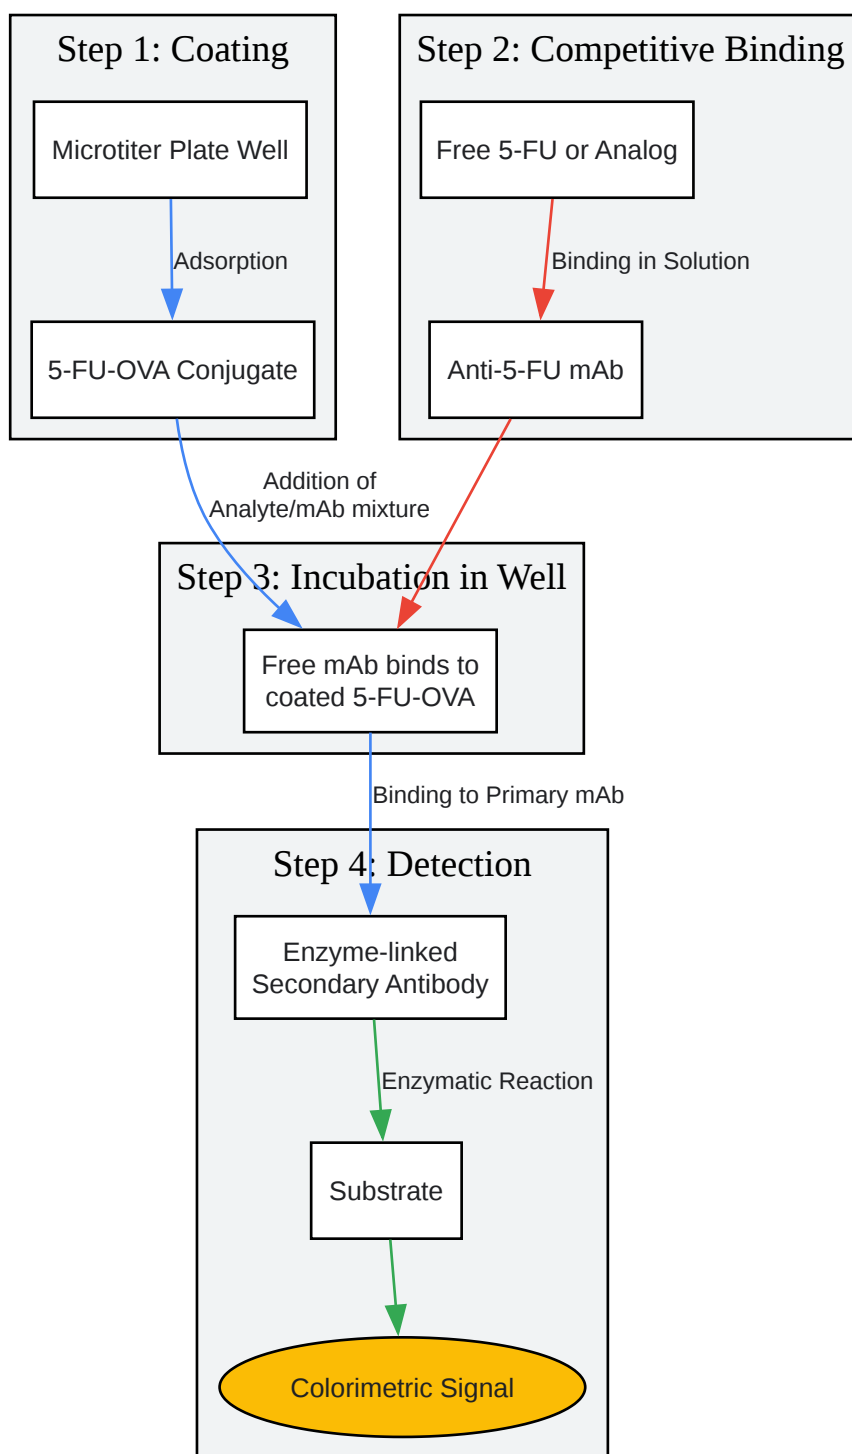 Step 1: Coating
Microtiter Plate Well
Adsorption
5-FU-OVA Conjugate
Step 2: Competitive Binding
Free 5-FU or Analog
Binding in Solution
Anti-5-FU mAb
Addition of
Analyte/mAb mixture
Step 3: Incubation in Well
Free mAb binds to
coated 5-FU-OVA
Binding to Primary mAb
Step 4: Detection
Enzyme-linked
Secondary Antibody
Enzymatic Reaction
Substrate
Colorimetric Signal